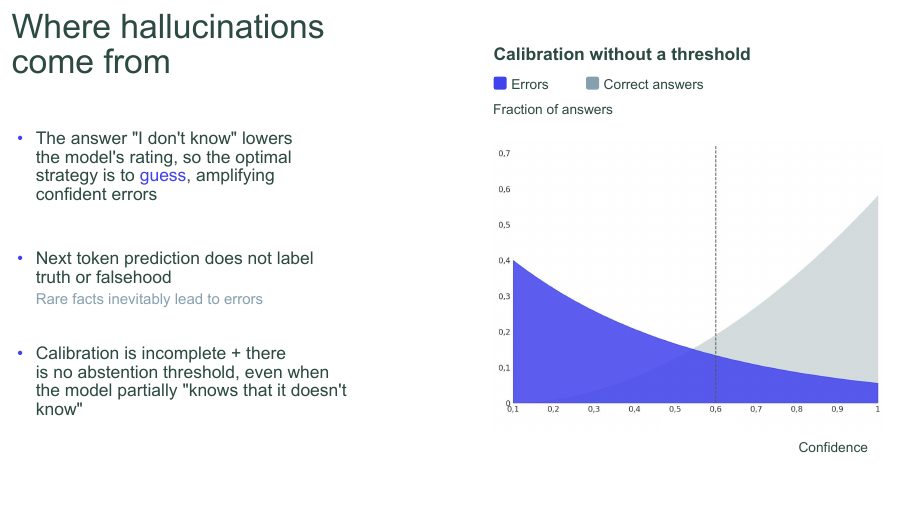 Where hallucinations
come from
• The answer "I don't know" lowers
the model's rating, so the optimal
strategy is to guess, amplifying
confident errors
• Next token prediction does not label
truth or falsehood
Rare facts inevitably lead to errors
• Calibration is incomplete + there
is no abstention threshold, even when
the model partially "knows that it doesn't
know"
Calibration without a threshold
Errors
Correct answers
Fraction of answers
0,7
0,6
0,5
0,4
0,3
0,2
0,1
0
0,1 0,2 0,3 0,4 0,5 0,6 0,7 0,8 0,9 1
Confidence